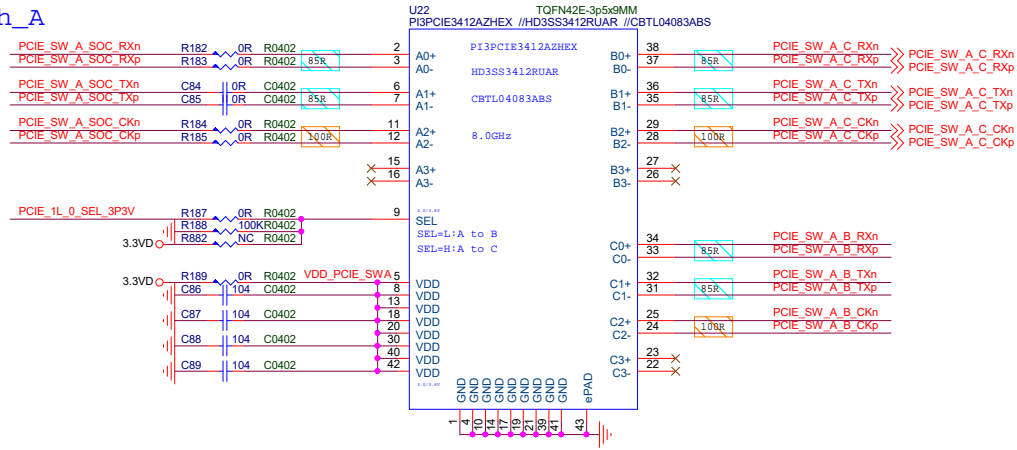 h_A
U22 TQFN42E-3p5x9MM
PI3PCIE3412AZHEX //HD3SS3412RUAR //CBTL04083ABS
PCIE_SW_A_SOC_RXn R182 0R R0402 2 A0+
PCIE_SW_A_SOC_RXp R183 0R R0402 85R 3 A0-
PCIE_SW_A_SOC_TXn C84 0R C0402 6 A1+
PCIE_SW_A_SOC_TXp C85 0R C0402 85R 7 A1-
PCIE_SW_A_SOC_CKn R184 0R R0402 11 A2+
PCIE_SW_A_SOC_CKp R185 0R R0402 100R 12 A2-
15 A3+
16 A3-
PCIE_1L_0_SEL_3P3V R187 0R R0402 9 SEL
R188 100K R0402
3.3VD R882 NC R0402
3.3VD R189 0R R0402 VDD_PCIE_SWA 5 VDD
C86 104 C0402 8 VDD
13 VDD
C87 104 C0402 18 VDD
20 VDD
C88 104 C0402 30 VDD
40 VDD
C89 104 C0402 42 VDD
PI3PCIE3412AZHEX
HD3SS3412RUAR
CBTL04083ABS
8.0GHz
SEL=L:A to B
SEL=H:A to C
B0+ 38 PCIE_SW_A_C_RXn PCIE_SW_A_C_RXn
B0- 37 85R PCIE_SW_A_C_RXp PCIE_SW_A_C_RXp
B1+ 36 PCIE_SW_A_C_TXn PCIE_SW_A_C_TXn
B1- 35 85R PCIE_SW_A_C_TXp PCIE_SW_A_C_TXp
B2+ 29 PCIE_SW_A_C_CKn PCIE_SW_A_C_CKn
B2- 28 100R PCIE_SW_A_C_CKp PCIE_SW_A_C_CKp
B3+ 27
B3- 26
C0+ 34 PCIE_SW_A_B_RXn
C0- 33 85R PCIE_SW_A_B_RXp
C1+ 32 PCIE_SW_A_B_TXn
C1- 31 85R PCIE_SW_A_B_TXp
C2+ 25 PCIE_SW_A_B_CKn
C2- 24 100R PCIE_SW_A_B_CKp
C3+ 23
C3- 22
GND GND GND GND GND GND GND GND GND ePAD
1 4 10 14 17 19 21 39 41 43